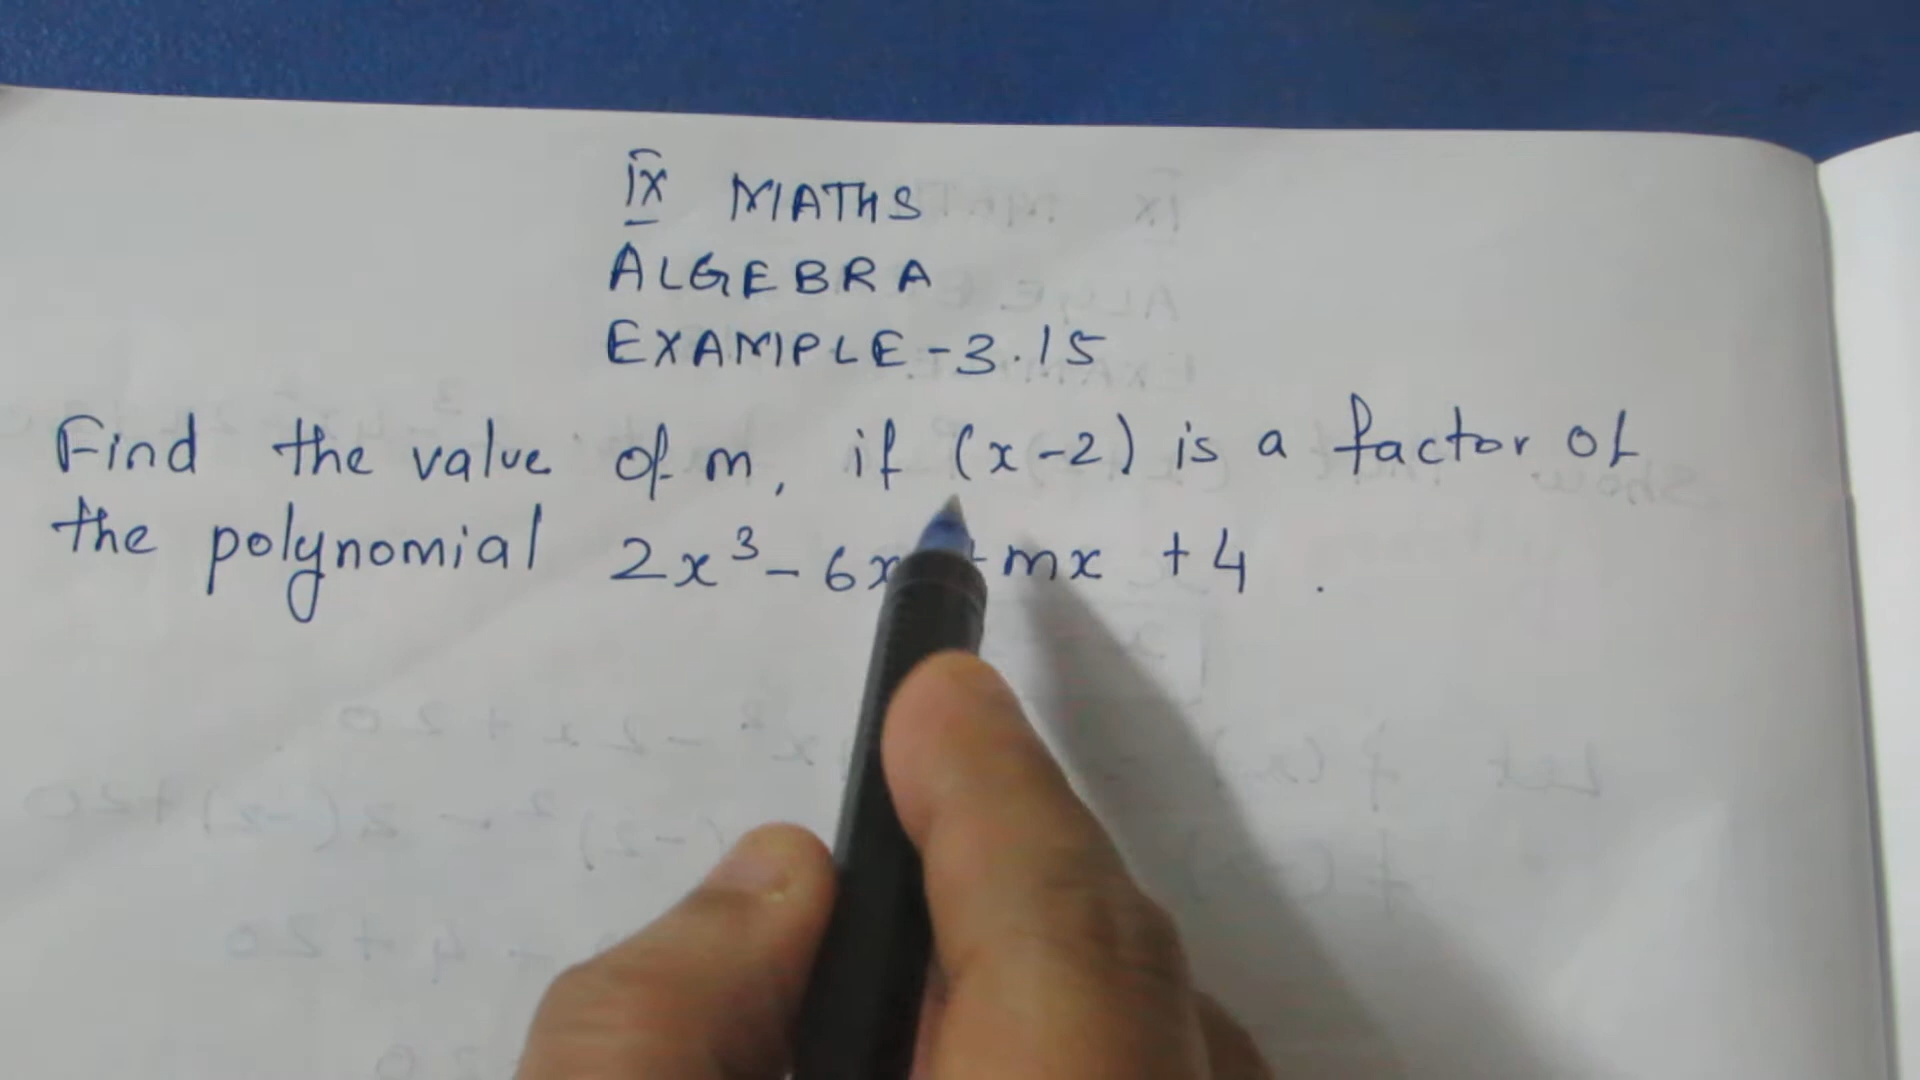 IX MATHS
ALGEBRA
EXAMPLE - 3.15
Find the value of m, if (x-2) is a factor of
the polynomial 2x³ - 6x + mx + 4 .